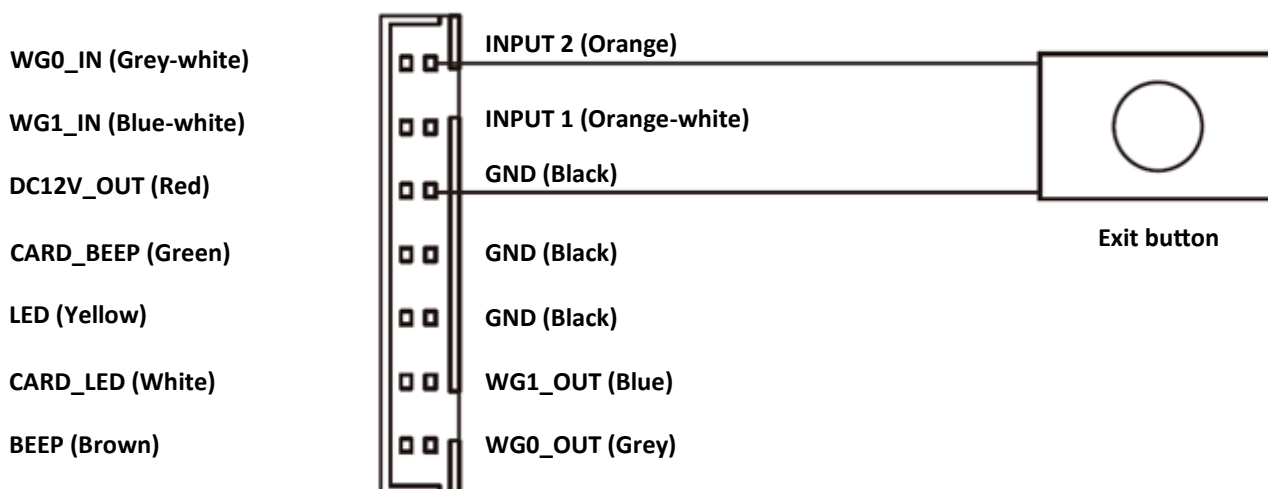 WG0_IN (Grey-white)
INPUT 2 (Orange)
WG1_IN (Blue-white)
INPUT 1 (Orange-white)
DC12V_OUT (Red)
GND (Black)
Exit button
CARD_BEEP (Green)
GND (Black)
LED (Yellow)
GND (Black)
CARD_LED (White)
WG1_OUT (Blue)
BEEP (Brown)
WG0_OUT (Grey)